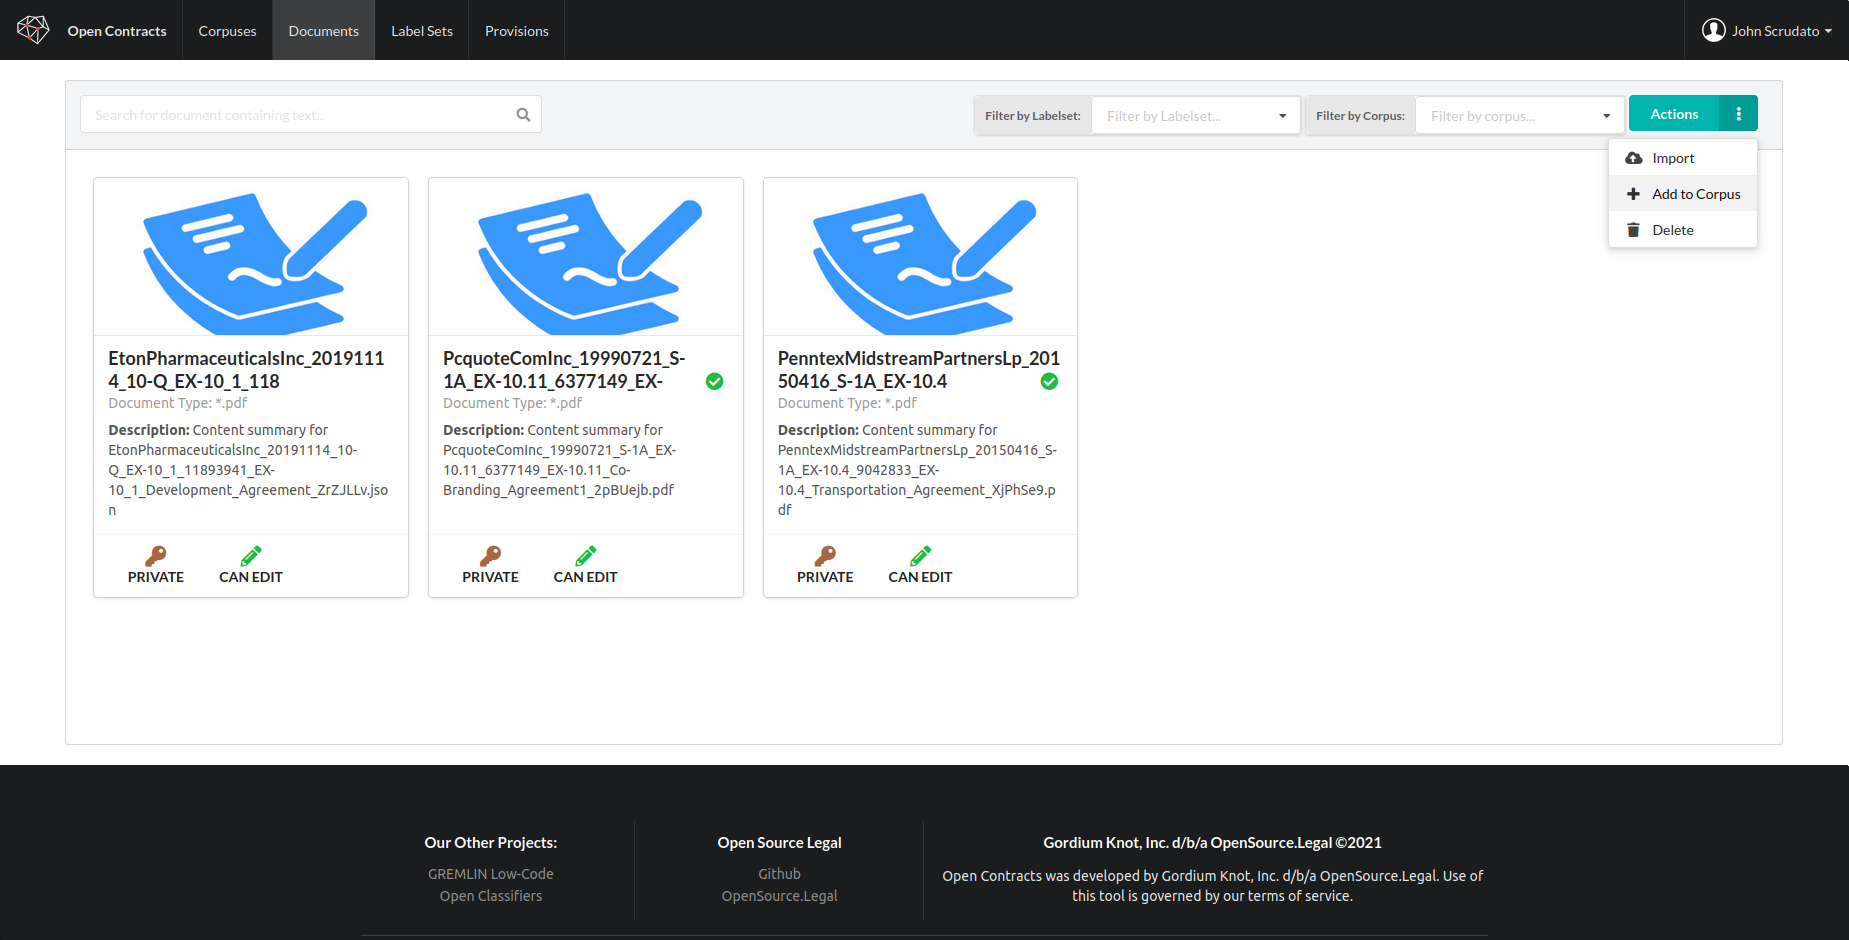 Open Contracts
Corpuses
Documents
Label Sets
Provisions
John Scrudato
Search for document containing text...
Filter by Labelset:
Filter by Labelset...
Filter by Corpus:
Filter by corpus...
Actions
Import
Add to Corpus
Delete
EtonPharmaceuticalsInc_2019111
4_10-Q_EX-10_1_118
Document Type: *.pdf
Description: Content summary for
EtonPharmaceuticalsInc_20191114_10-
Q_EX-10_1_11893941_EX-
10_1_Development_Agreement_ZrZJLLv.jso
n
PRIVATE
CAN EDIT
PcquoteComInc_19990721_S-
1A_EX-10.11_6377149_EX-
Document Type: *.pdf
Description: Content summary for
PcquoteComInc_19990721_S-1A_EX-
10.11_6377149_EX-10.11_Co-
Branding_Agreement1_2pBUejb.pdf
PRIVATE
CAN EDIT
PenntexMidstreamPartnersLp_201
50416_S-1A_EX-10.4
Document Type: *.pdf
Description: Content summary for
PenntexMidstreamPartnersLp_20150416_S-
1A_EX-10.4_9042833_EX-
10.4_Transportation_Agreement_XjPhSe9.p
df
PRIVATE
CAN EDIT
Our Other Projects:
GREMLIN Low-Code
Open Classifiers
Open Source Legal
Github
OpenSource.Legal
Gordium Knot, Inc. d/b/a OpenSource.Legal ©2021
Open Contracts was developed by Gordium Knot, Inc. d/b/a OpenSource.Legal. Use of
this tool is governed by our terms of service.